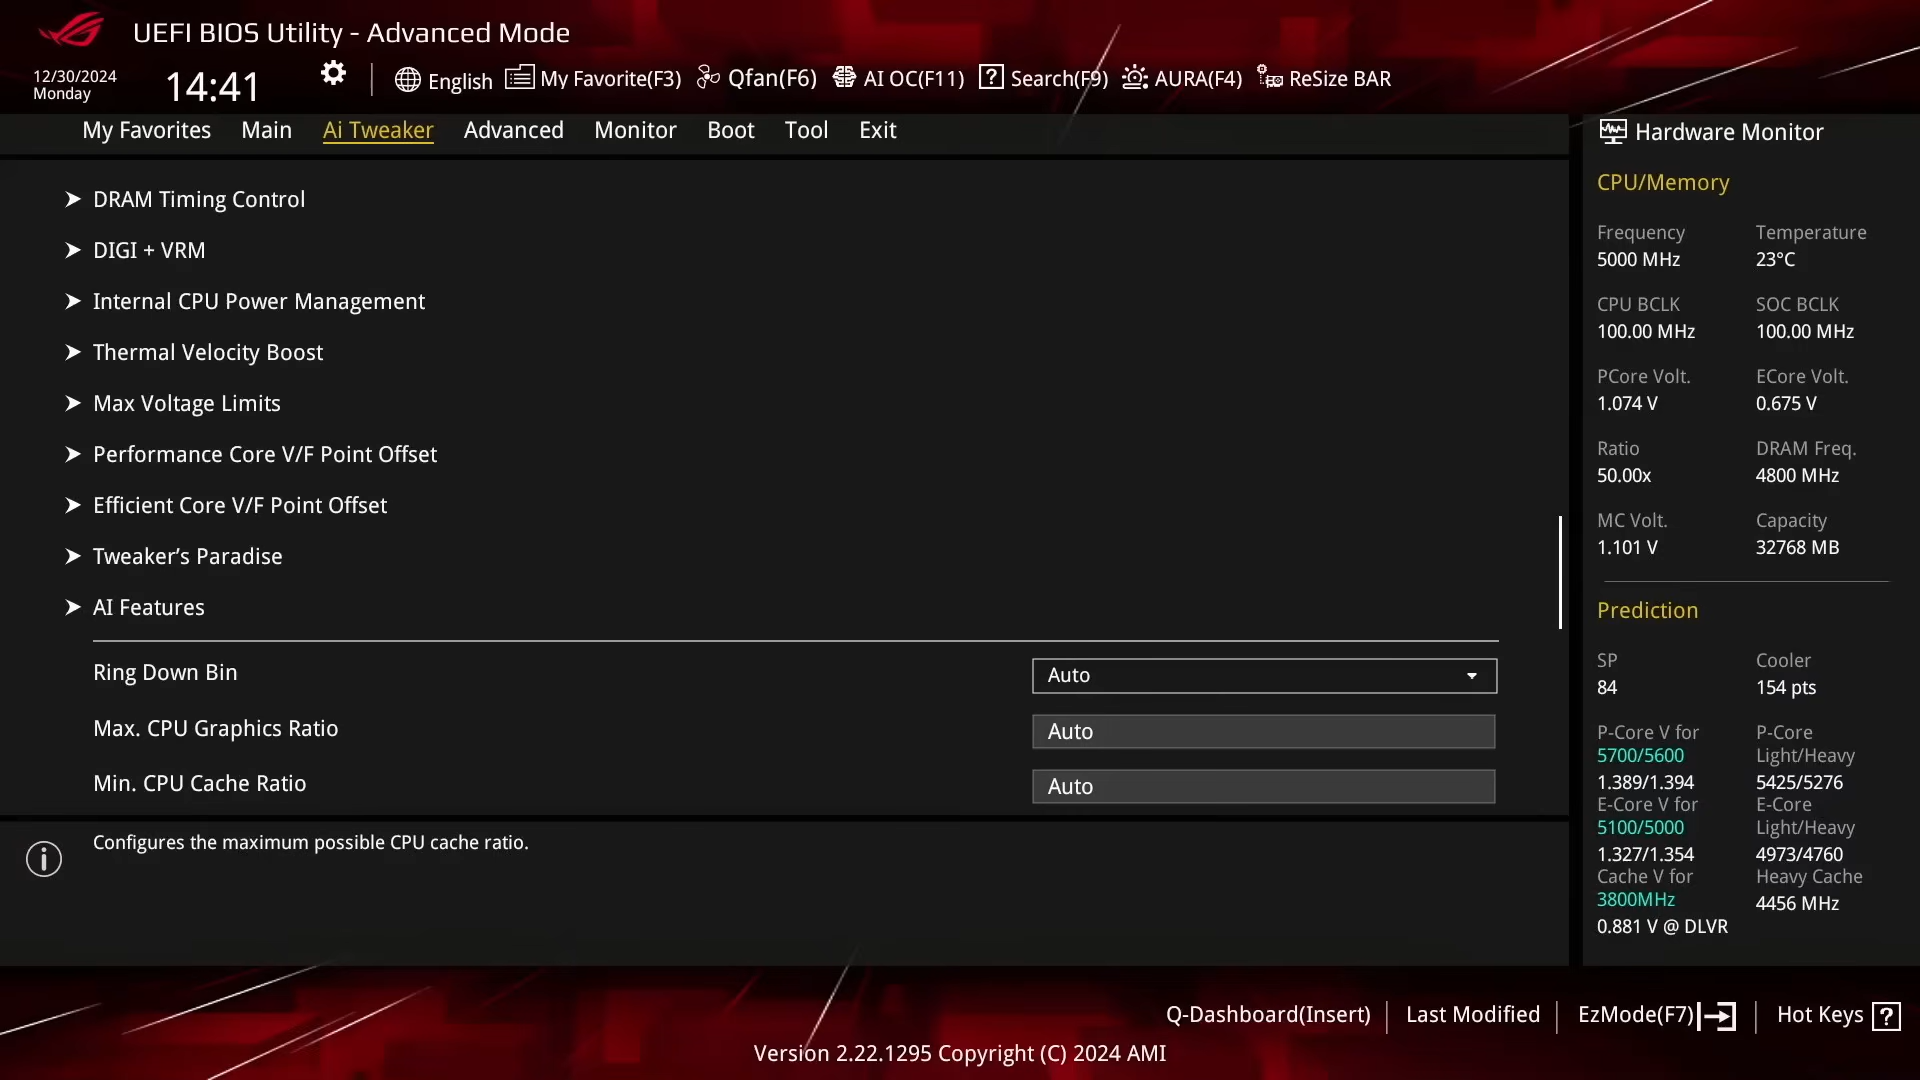 UEFI BIOS Utility - Advanced Mode
12/30/2024
Monday
14:41
English
My Favorite(F3)
Qfan(F6)
AI OC(F11)
Search(F9)
AURA(F4)
ReSize BAR
My Favorites Main Ai Tweaker Advanced Monitor Boot Tool Exit
DRAM Timing Control
DIGI + VRM
Internal CPU Power Management
Thermal Velocity Boost
Max Voltage Limits
Performance Core V/F Point Offset
Efficient Core V/F Point Offset
Tweaker’s Paradise
AI Features
Ring Down Bin Auto
Max. CPU Graphics Ratio Auto
Min. CPU Cache Ratio Auto
Configures the maximum possible CPU cache ratio.
Hardware Monitor
CPU/Memory
Frequency Temperature
5000 MHz 23°C
CPU BCLK SOC BCLK
100.00 MHz 100.00 MHz
PCore Volt. ECore Volt.
1.074 V 0.675 V
Ratio DRAM Freq.
50.00x 4800 MHz
MC Volt. Capacity
1.101 V 32768 MB
Prediction
SP Cooler
84 154 pts
P-Core V for P-Core
5700/5600 Light/Heavy
1.389/1.394 5425/5276
E-Core V for E-Core
5100/5000 Light/Heavy
1.327/1.354 4973/4760
Cache V for Heavy Cache
3800MHz 4456 MHz
0.881 V @ DLVR
Q-Dashboard(Insert) Last Modified EzMode(F7) Hot Keys ?
Version 2.22.1295 Copyright (C) 2024 AMI